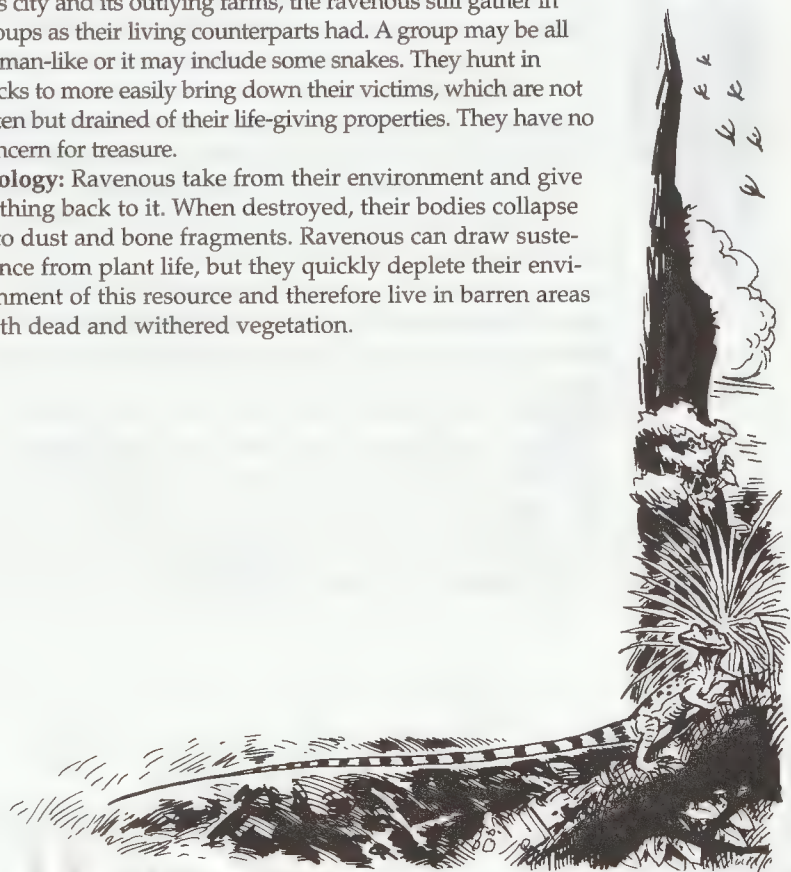 s city and its outlying farms, the ravenous still gather in
oups as their living counterparts had. A group may be all
man-like or it may include some snakes. They hunt in
cks to more easily bring down their victims, which are not
en but drained of their life-giving properties. They have no
ncern for treasure.
ology: Ravenous take from their environment and give
thing back to it. When destroyed, their bodies collapse
o dust and bone fragments. Ravenous can draw suste-
nce from plant life, but they quickly deplete their envi-
nment of this resource and therefore live in barren areas
th dead and withered vegetation.